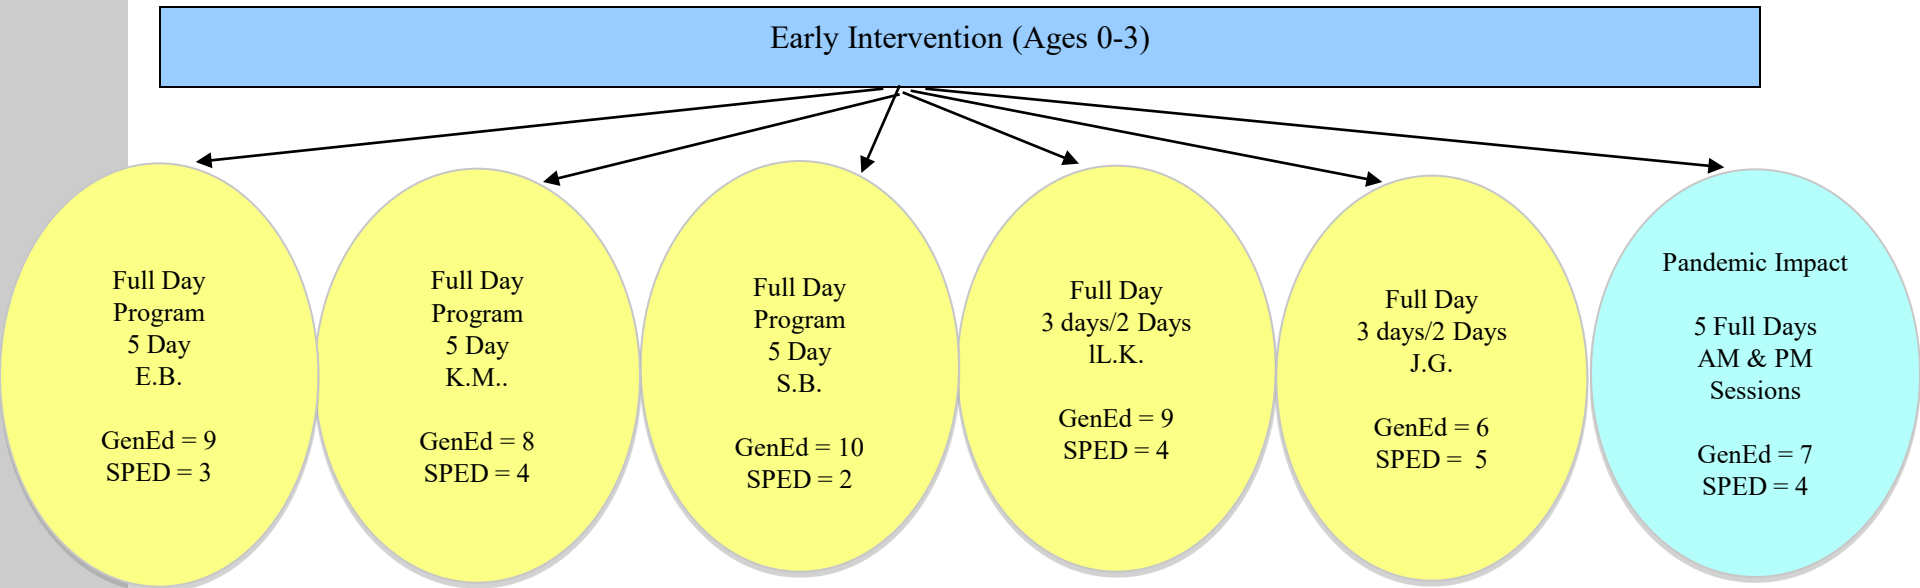 Early Intervention (Ages 0-3)
Full Day
Program
5 Day
E.B.
GenEd = 9
SPED = 3
Full Day
Program
5 Day
K.M..
GenEd = 8
SPED = 4
Full Day
Program
5 Day
S.B.
GenEd = 10
SPED = 2
Full Day
3 days/2 Days
lL.K.
GenEd = 9
SPED = 4
Full Day
3 days/2 Days
J.G.
GenEd = 6
SPED =  5
Pandemic Impact
5 Full Days
AM & PM
Sessions
GenEd = 7
SPED = 4